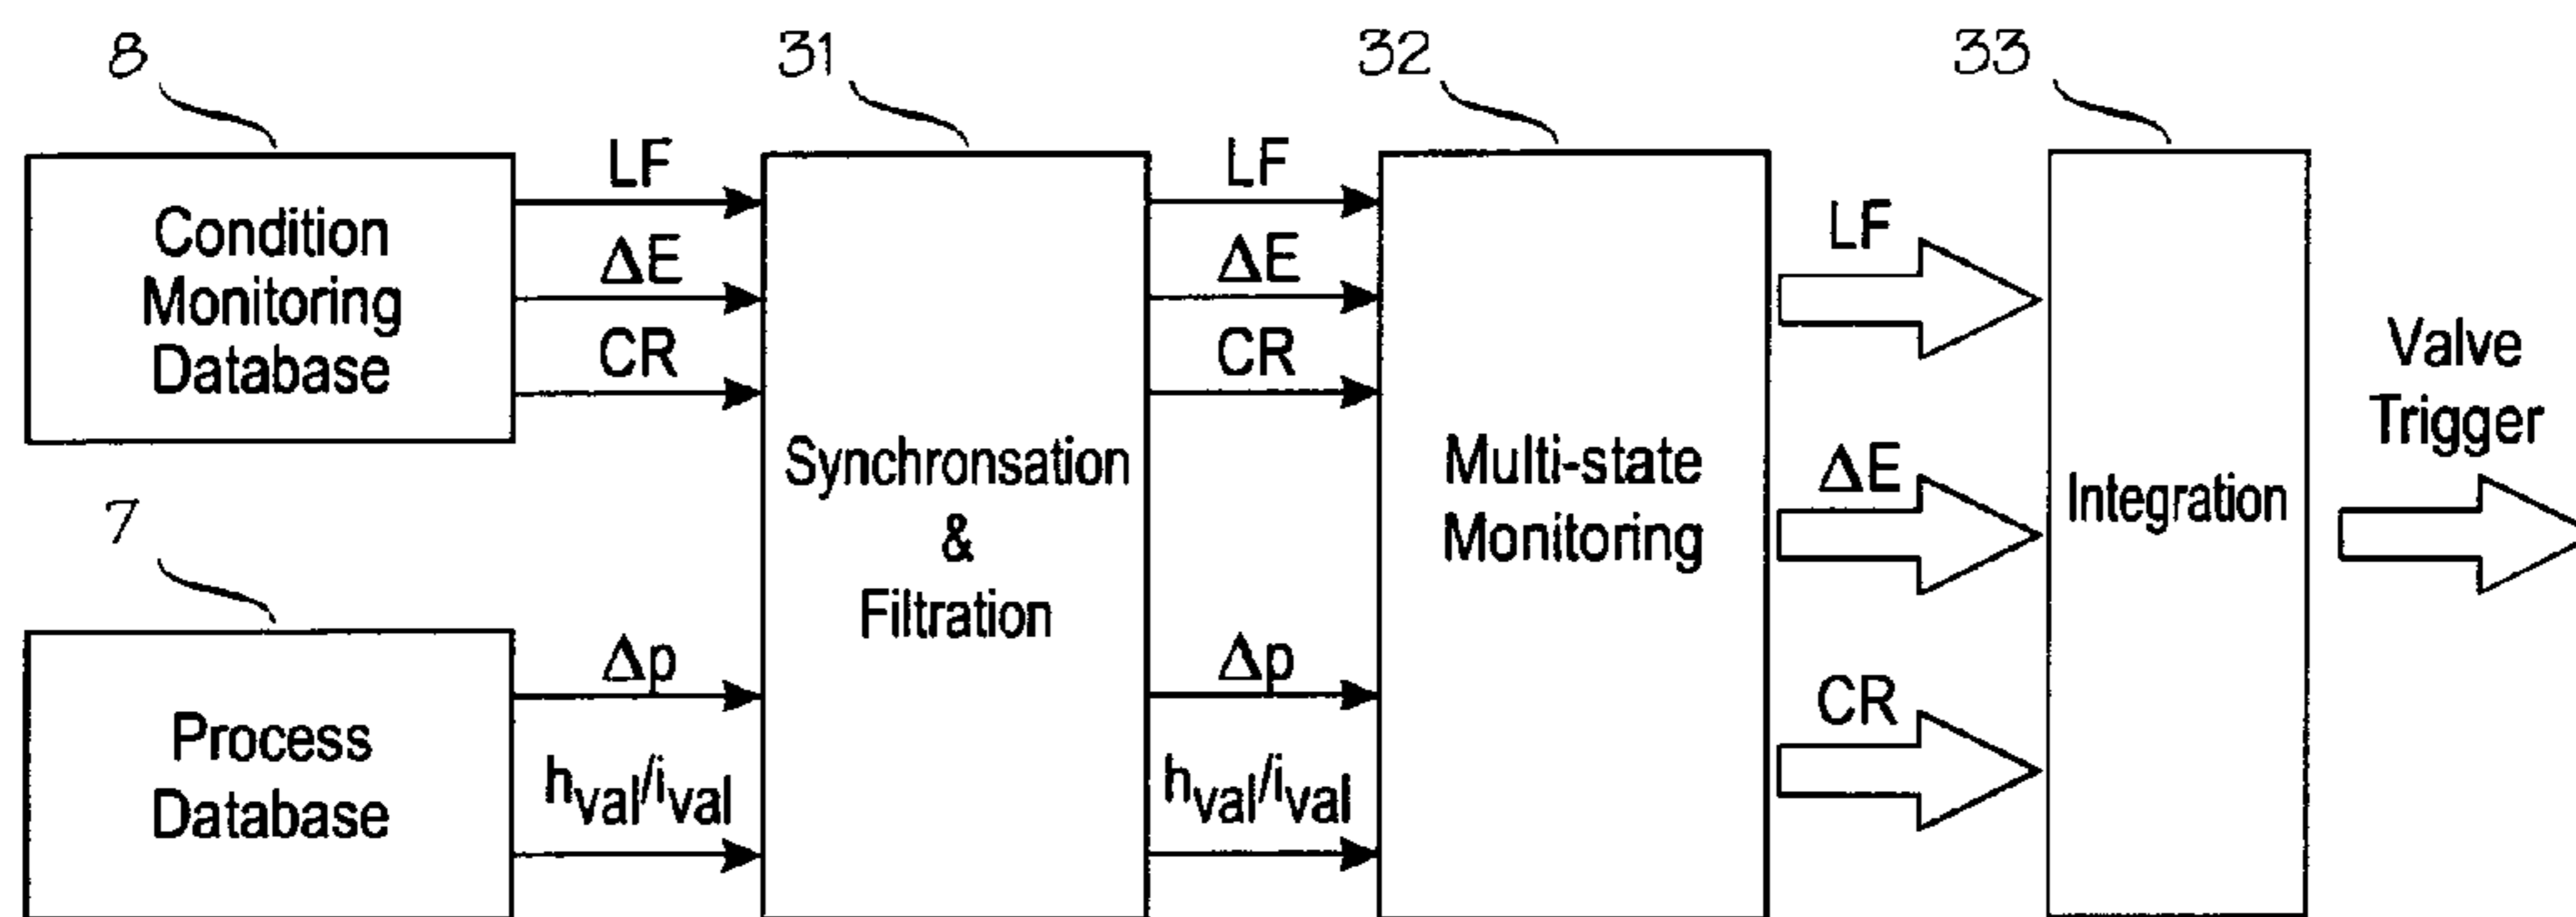 8
31
32
33
Condition
Monitoring
Database
LF
ΔE
CR
Synchronsation
&
Filtration
LF
ΔE
CR
Multi-state
Monitoring
LF
ΔE
CR
Integration
Valve
Trigger
7
Process
Database
Δp
hval/ival
Δp
hval/ival